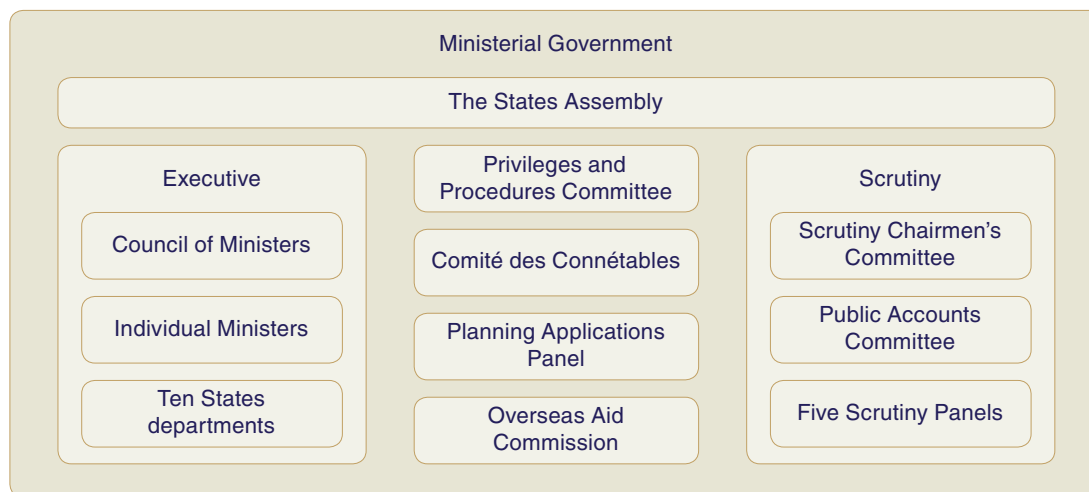 Ministerial Government
The States Assembly
Executive
Council of Ministers
Individual Ministers
Ten States
departments
Privileges and
Procedures Committee
Comité des Connétables
Planning Applications
Panel
Overseas Aid
Commission
Scrutiny
Scrutiny Chairmen’s
Committee
Public Accounts
Committee
Five Scrutiny Panels